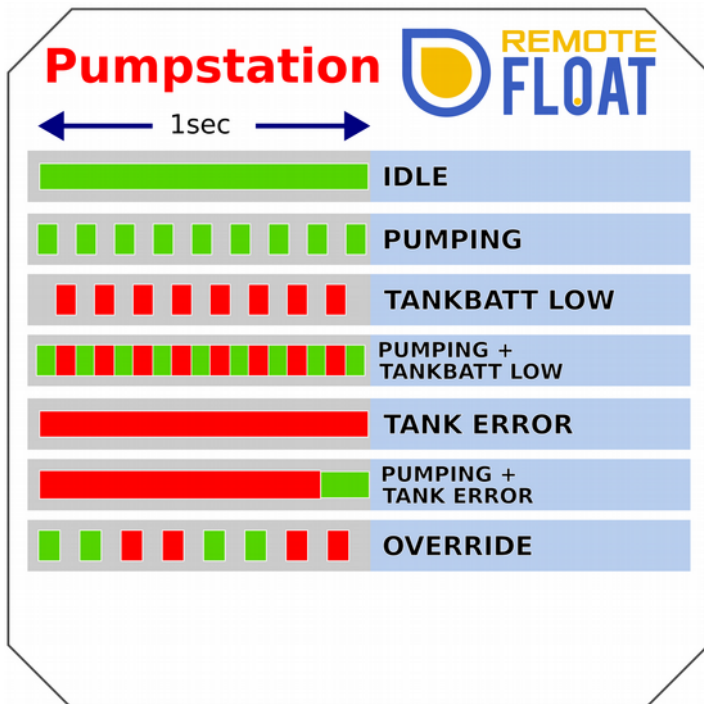 Pumpstation
REMOTE
FLOAT
1sec
IDLE
PUMPING
TANKBATT LOW
PUMPING +
TANKBATT LOW
TANK ERROR
PUMPING +
TANK ERROR
OVERRIDE